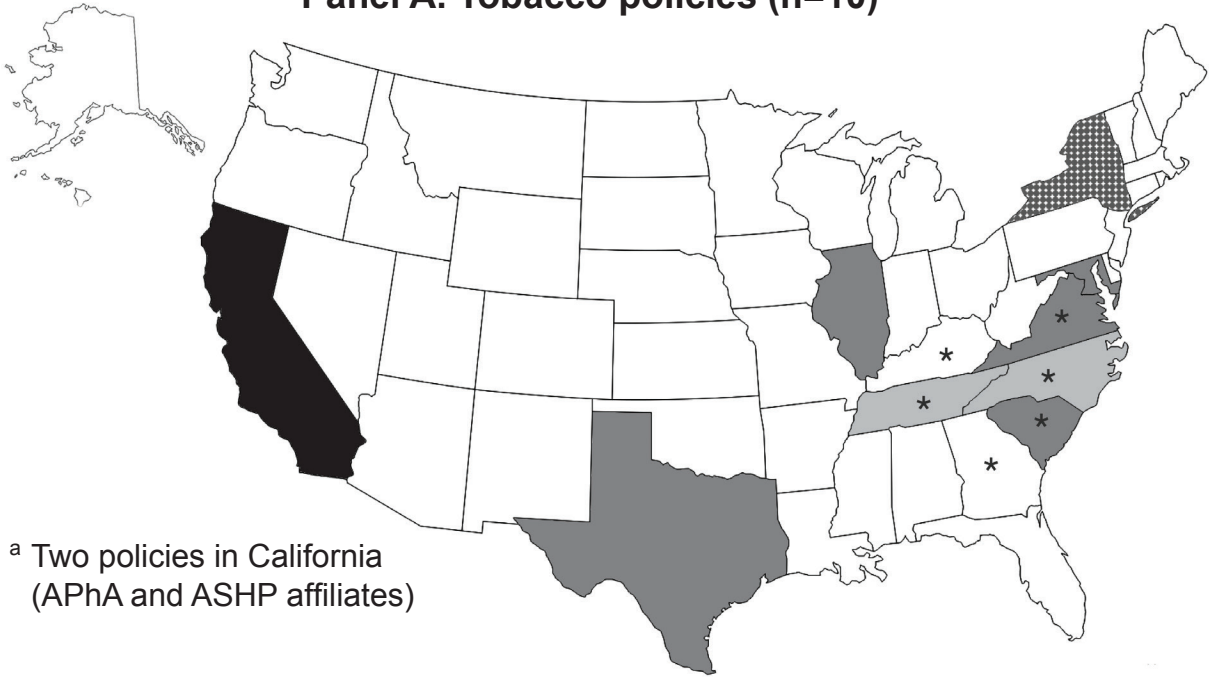 Panel A. Tobacco policies (n=10)
*
*
*
*
*
*
a Two policies in California
(APhA and ASHP affiliates)